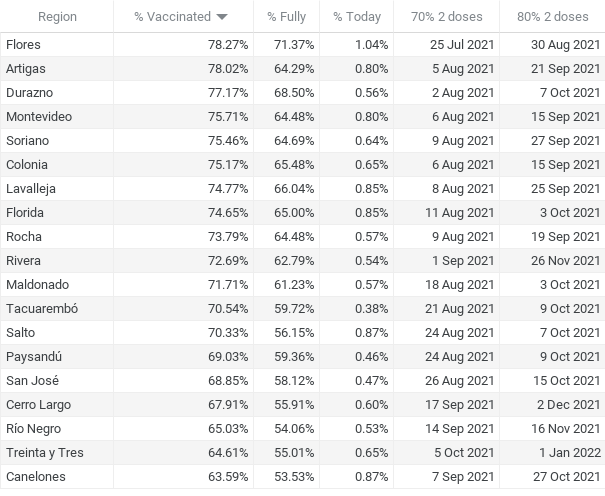 Region % Vaccinated % Fully % Today 70% 2 doses 80% 2 doses
Flores 78.27% 71.37% 1.04% 25 Jul 2021 30 Aug 2021
Artigas 78.02% 64.29% 0.80% 5 Aug 2021 21 Sep 2021
Durazno 77.17% 68.50% 0.56% 2 Aug 2021 7 Oct 2021
Montevideo 75.71% 64.48% 0.80% 6 Aug 2021 15 Sep 2021
Soriano 75.46% 64.69% 0.64% 9 Aug 2021 27 Sep 2021
Colonia 75.17% 65.48% 0.65% 6 Aug 2021 15 Sep 2021
Lavalleja 74.77% 66.04% 0.85% 8 Aug 2021 25 Sep 2021
Florida 74.65% 65.00% 0.85% 11 Aug 2021 3 Oct 2021
Rocha 73.79% 64.48% 0.57% 9 Aug 2021 19 Sep 2021
Rivera 72.69% 62.79% 0.54% 1 Sep 2021 26 Nov 2021
Maldonado 71.71% 61.23% 0.57% 18 Aug 2021 3 Oct 2021
Tacuarembó 70.54% 59.72% 0.38% 21 Aug 2021 9 Oct 2021
Salto 70.33% 56.15% 0.87% 24 Aug 2021 7 Oct 2021
Paysandú 69.03% 59.36% 0.46% 24 Aug 2021 9 Oct 2021
San José 68.85% 58.12% 0.47% 26 Aug 2021 15 Oct 2021
Cerro Largo 67.91% 55.91% 0.60% 17 Sep 2021 2 Dec 2021
Río Negro 65.03% 54.06% 0.53% 14 Sep 2021 16 Nov 2021
Treinta y Tres 64.61% 55.01% 0.65% 5 Oct 2021 1 Jan 2022
Canelones 63.59% 53.53% 0.87% 7 Sep 2021 27 Oct 2021